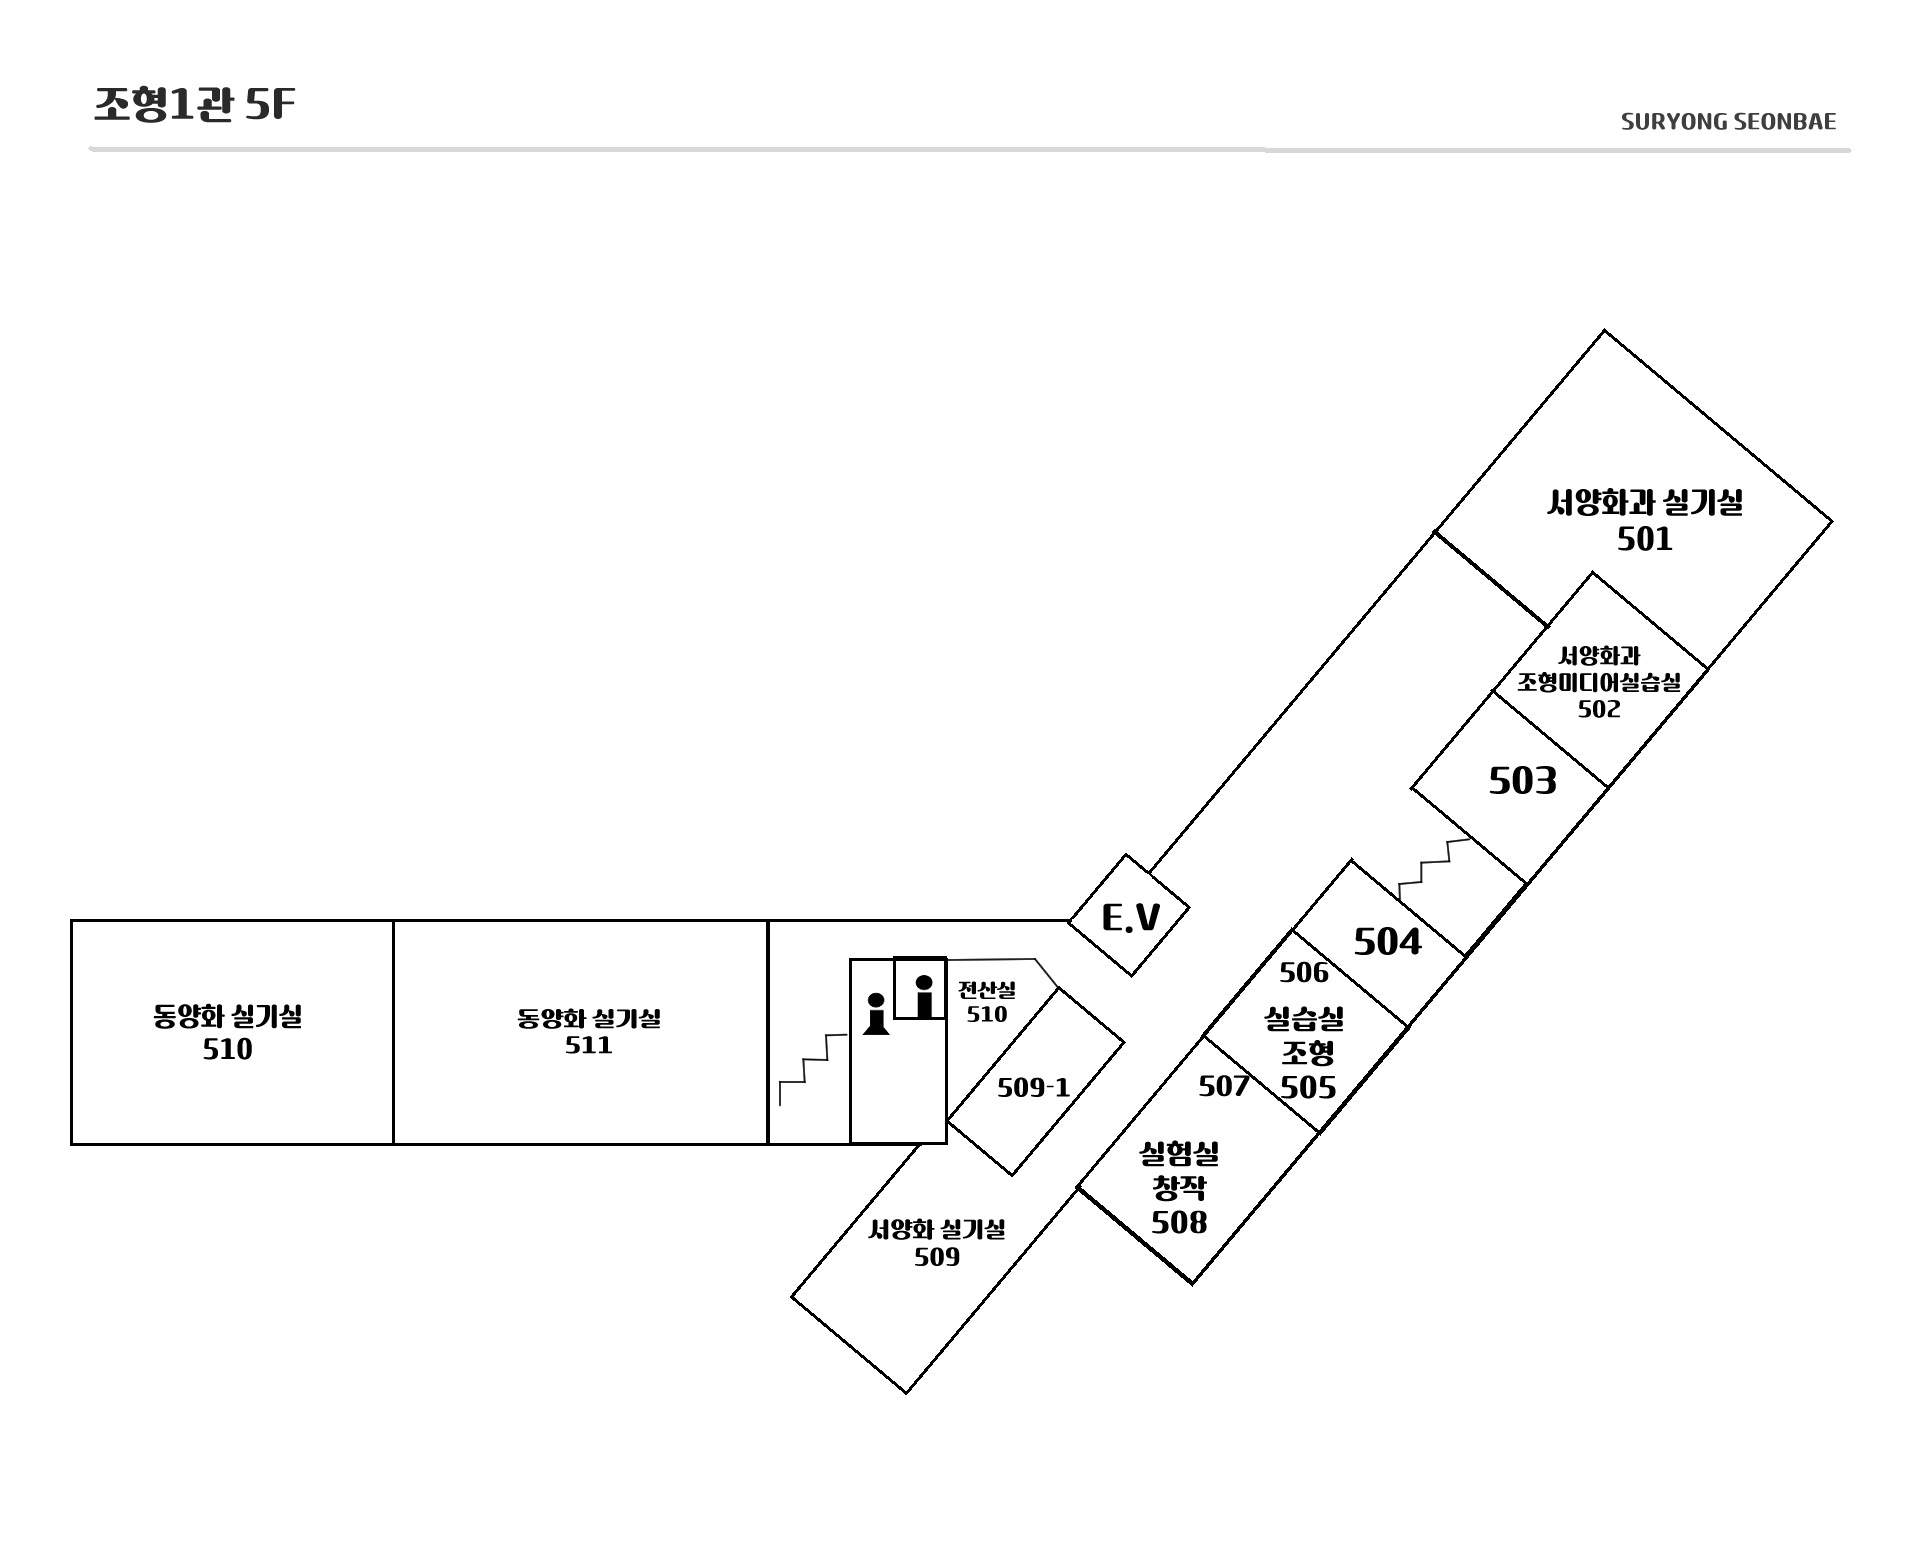 조형1관 5F
SURYONG SEONBAE
서양화과 실기실
501
서양화과
조형미디어실습실
502
503
504
506
실습실
조형
505
507
실험실
창작
508
E.V
전산실
510
509-1
서양화 실기실
509
동양화 실기실
510
동양화 실기실
511